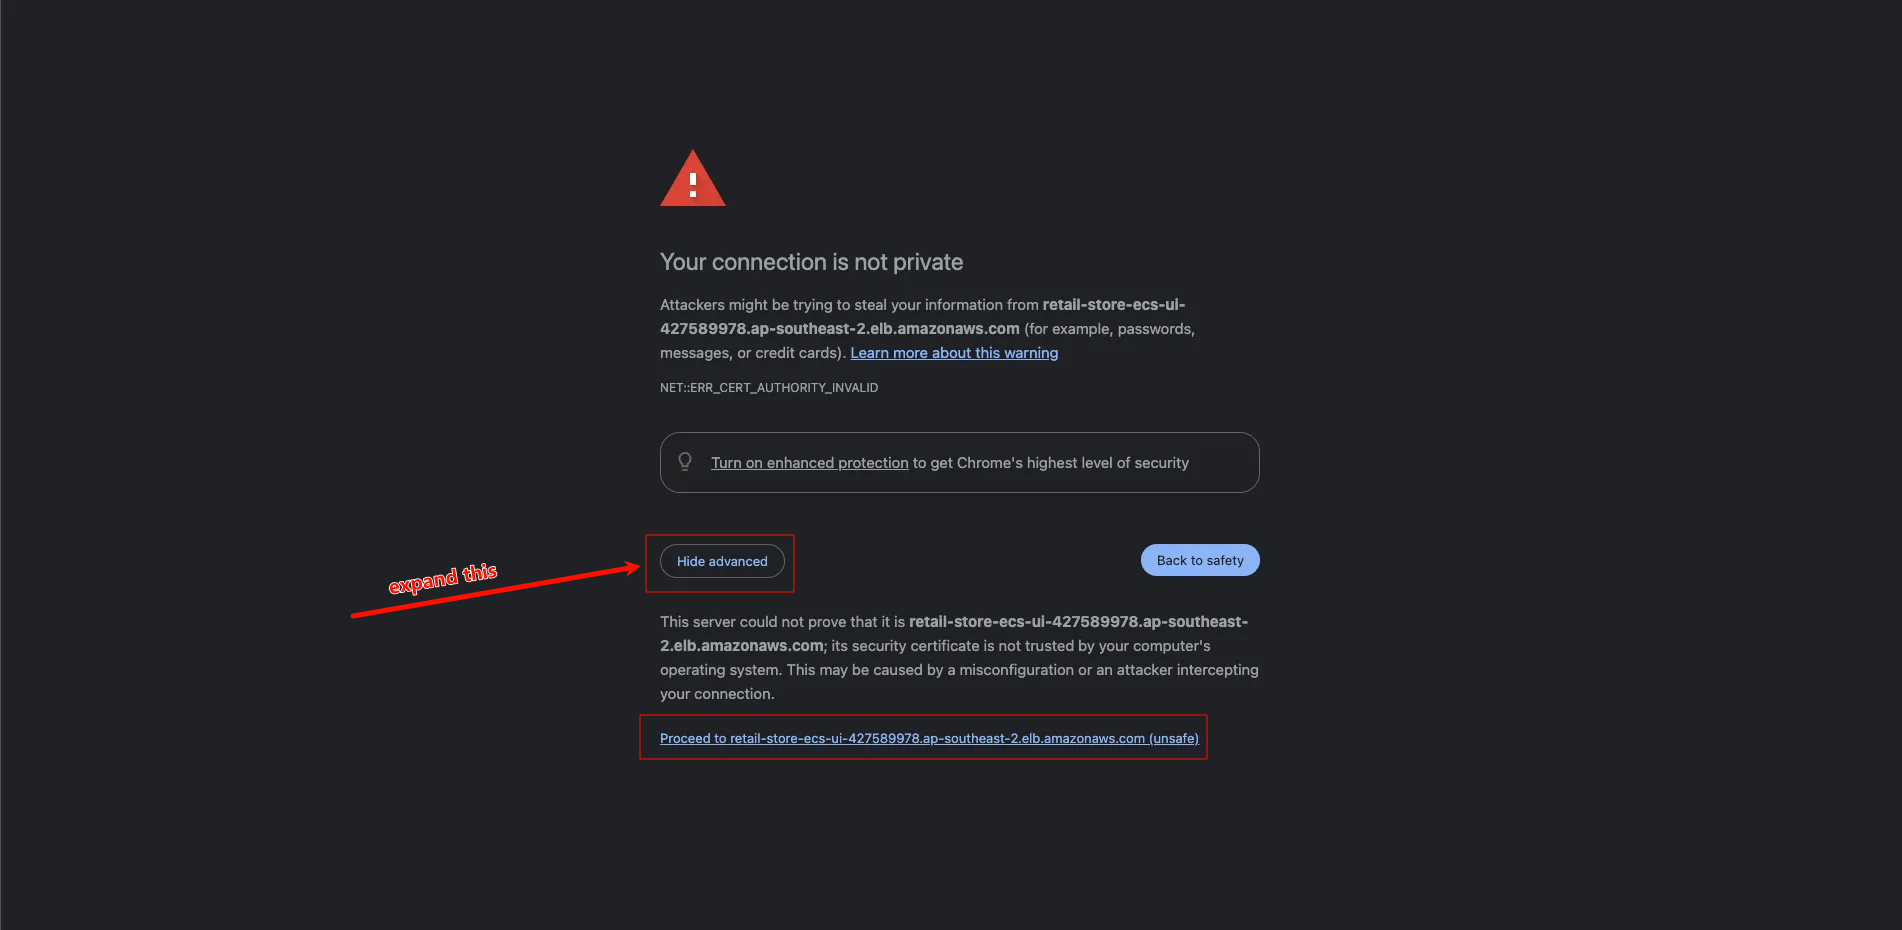 Your connection is not private
Attackers might be trying to steal your information from retail-store-ecs-ui-
427589978.ap-southeast-2.elb.amazonaws.com (for example, passwords,
messages, or credit cards). Learn more about this warning
NET::ERR_CERT_AUTHORITY_INVALID
Turn on enhanced protection to get Chrome's highest level of security
expand this
Hide advanced
Back to safety
This server could not prove that it is retail-store-ecs-ui-427589978.ap-southeast-
2.elb.amazonaws.com; its security certificate is not trusted by your computer's
operating system. This may be caused by a misconfiguration or an attacker intercepting
your connection.
Proceed to retail-store-ecs-ui-427589978.ap-southeast-2.elb.amazonaws.com (unsafe)